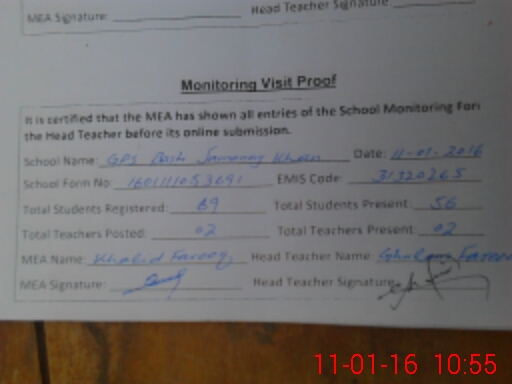 MEA Signature: Head Teacher Signature
Monitoring Visit Proof
It is certified that the MEA has shown all entries of the School Monitoring Form
the Head Teacher before its online submission.
School Name: GPS Khan Date: 11-01-2016
School Form No: EMIS Code: 31320265
Total Students Registered: 69 Total Students Present: 56
Total Teachers Posted: 02 Total Teachers Present: 02
MEA Name: Khalid Farooq Head Teacher Name: Ghulam Fareed
MEA Signature: Head Teacher Signature
11-01-16 10:55